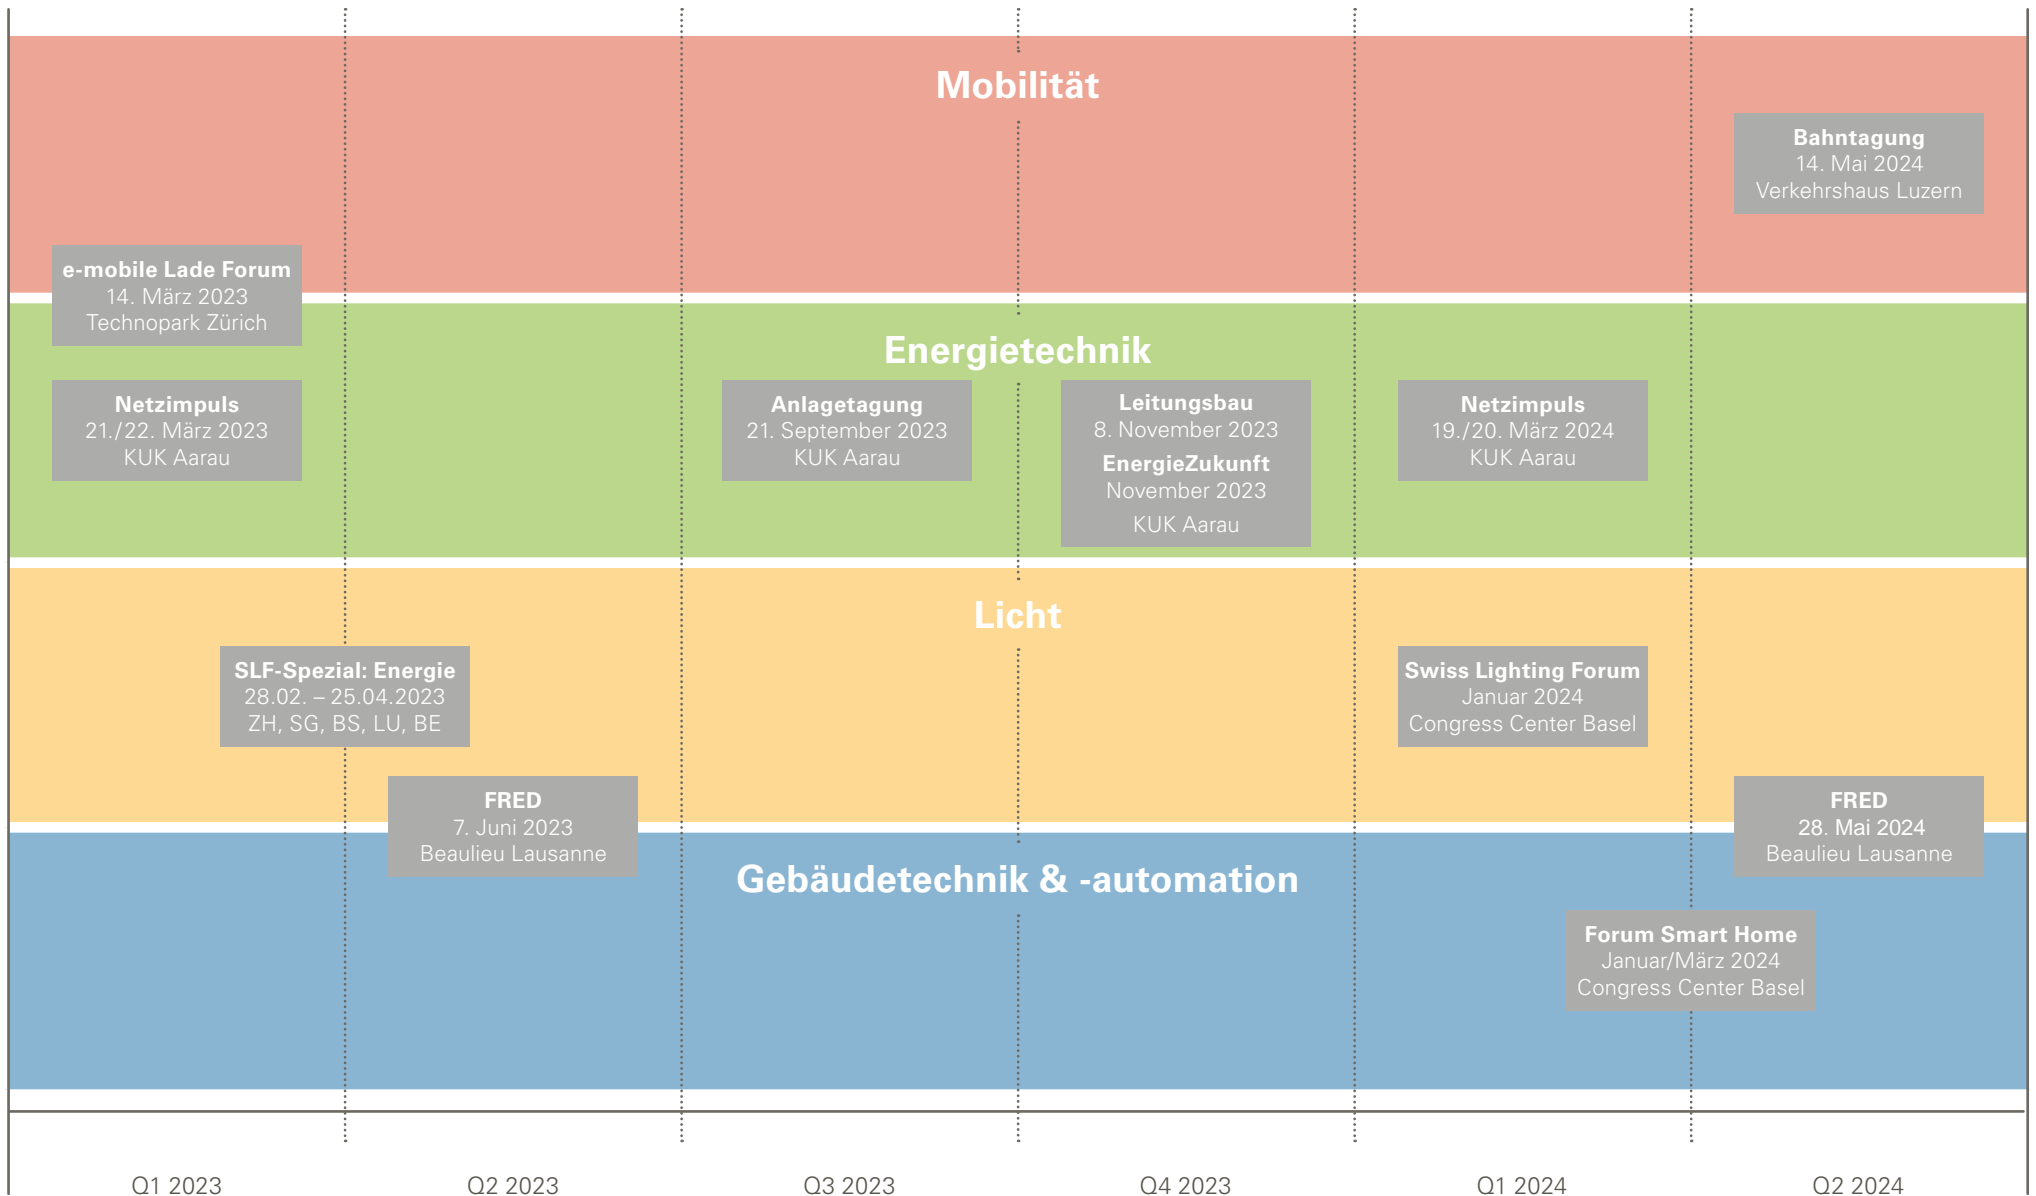 Mobilität
Bahntagung
14. Mai 2024
Verkehrshaus Luzern
e-mobile Lade Forum
14. März 2023
Technopark Zürich
Energietechnik
Netzimpuls
21./22. März 2023
KUK Aarau
Anlagetagung
21. September 2023
KUK Aarau
Leitungsbau
8. November 2023
EnergieZukunft
November 2023
KUK Aarau
Netzimpuls
19./20. März 2024
KUK Aarau
Licht
SLF-Spezial: Energie
28.02. – 25.04.2023
ZH, SG, BS, LU, BE
Swiss Lighting Forum
Januar 2024
Congress Center Basel
FRED
7. Juni 2023
Beaulieu Lausanne
FRED
28. Mai 2024
Beaulieu Lausanne
Gebäudetechnik & -automation
Forum Smart Home
Januar/März 2024
Congress Center Basel
Q1 2023
Q2 2023
Q3 2023
Q4 2023
Q1 2024
Q2 2024